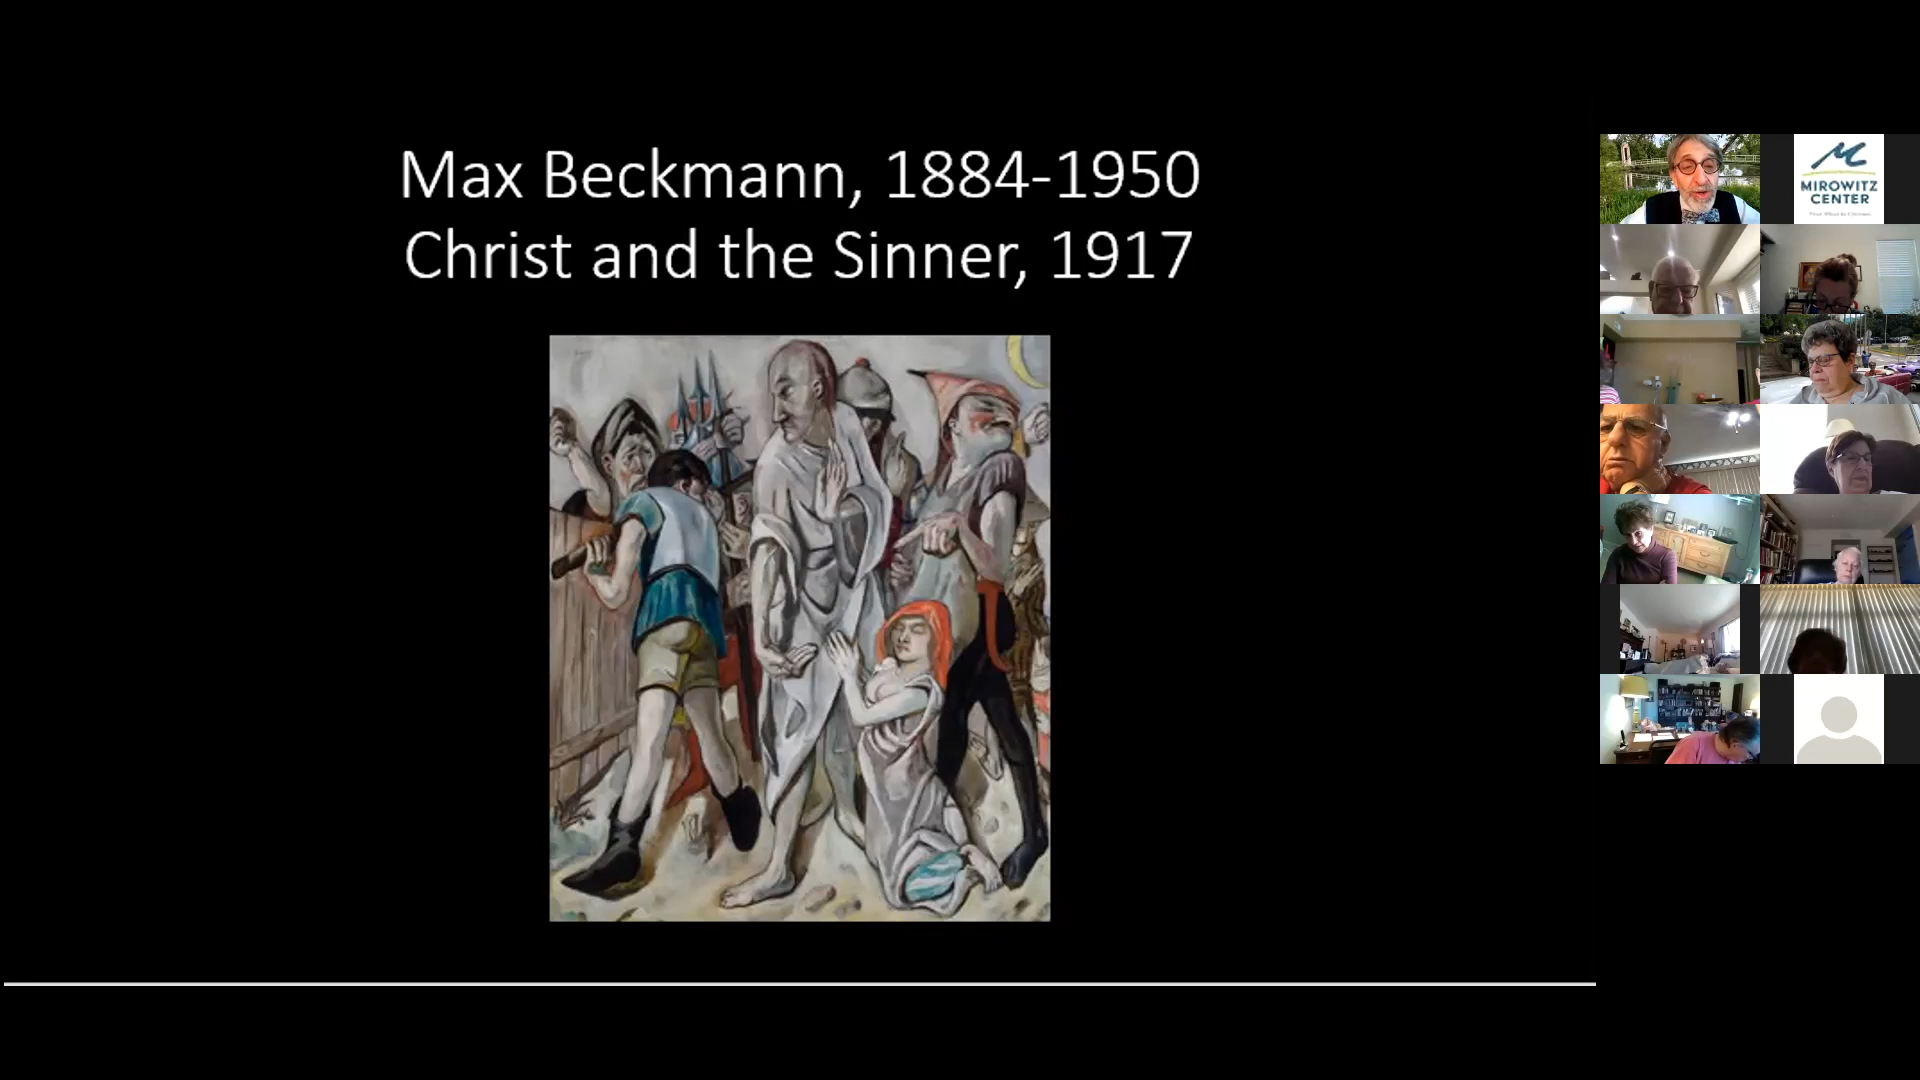 Max Beckmann, 1884-1950
Christ and the Sinner, 1917
MIROWITZ
CENTER